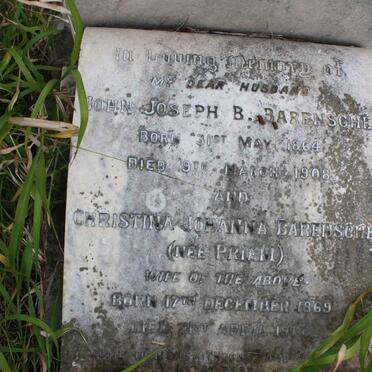 In Loving Memory of
My Dear Husband
John Joseph B. Barensche
Born 31st May 1864
Died 9th March 1908.
And
Christina Johanna Barensche
(Nee Priem)
Wife of the Above.
Born 17th December 1869
Died 21st April